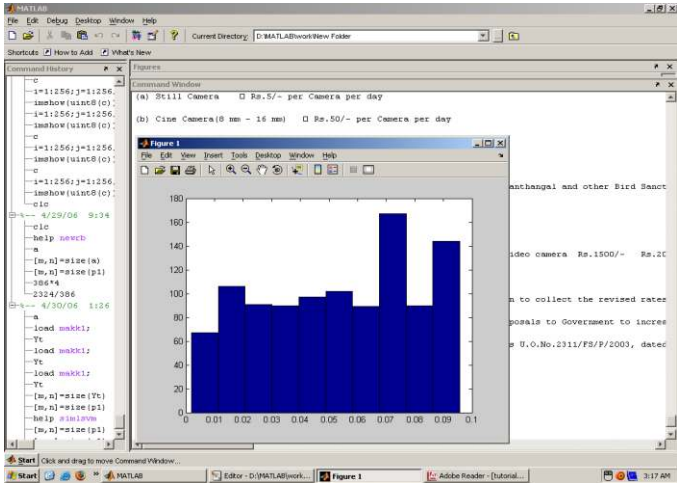 MATLAB
File Edit Debug Desktop Window Help
Current Directory: D:\MATLAB\work\New Folder
Shortcuts How to Add What's New
Command History
Figures
Command Window
c
i=1:256;j=1:256.
imshow(uint8(c)
c
i=1:256;j=1:256.
imshow(uint8(c)
c
i=1:256;j=1:256.
imshow(uint8(c)
c
i=1:256;j=1:256.
imshow(uint8(c)
clc
%-- 4/29/06 9:34
clc
help newcb
a
[m,n]=size(a)
[m,n]=size(p1)
386*4
2324/386
%-- 4/30/06 1:26
a
load makk1;
Yt
load makk1;
Yt
load makk1;
Yt
[m,n]=size(Yt)
[m,n]=size(p1)
help simlsvm
[m,n]=size(p1)
(a) Still Camera Rs.5/- per Camera per day
(b) Cine Camera(8 mm - 16 mm) Rs.50/- per Camera per day
anthangal and other Bird Sanct
ideo camera Rs.1500/- Rs.20
n to collect the revised rates
posals to Government to increa
s U.O.No.2311/FS/P/2003, dated
Figure 1
File Edit View Insert Tools Desktop Window Help
180
160
140
120
100
80
60
40
20
0
0 0.01 0.02 0.03 0.04 0.05 0.06 0.07 0.08 0.09 0.1
Start Click and drag to move Command Window...
Start MATLAB Editor - D:\MATLAB\work... Figure 1 Adobe Reader - [tutorial... 3:17 AM